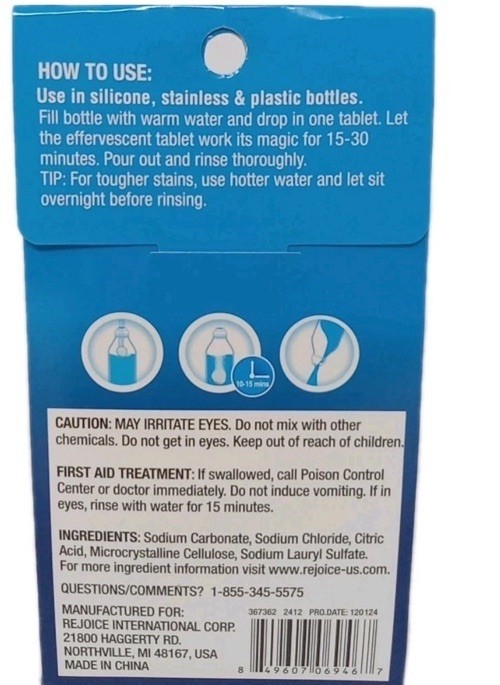 HOW TO USE:
Use in silicone, stainless & plastic bottles.
Fill bottle with warm water and drop in one tablet. Let
the effervescent tablet work its magic for 15-30
minutes. Pour out and rinse thoroughly.
TIP: For tougher stains, use hotter water and let sit
overnight before rinsing.
10-15 mins
CAUTION: MAY IRRITATE EYES. Do not mix with other
chemicals. Do not get in eyes. Keep out of reach of children.
FIRST AID TREATMENT: If swallowed, call Poison Control
Center or doctor immediately. Do not induce vomiting. If in
eyes, rinse with water for 15 minutes.
INGREDIENTS: Sodium Carbonate, Sodium Chloride, Citric
Acid, Microcrystalline Cellulose, Sodium Lauryl Sulfate.
For more ingredient information visit www.rejoice-us.com.
QUESTIONS/COMMENTS? 1-855-345-5575
MANUFACTURED FOR:
REJOICE INTERNATIONAL CORP.
21800 HAGGERTY RD.
NORTHVILLE, MI 48167, USA
MADE IN CHINA
367362 2412 PRO.DATE: 120124
8 49607 06946 7